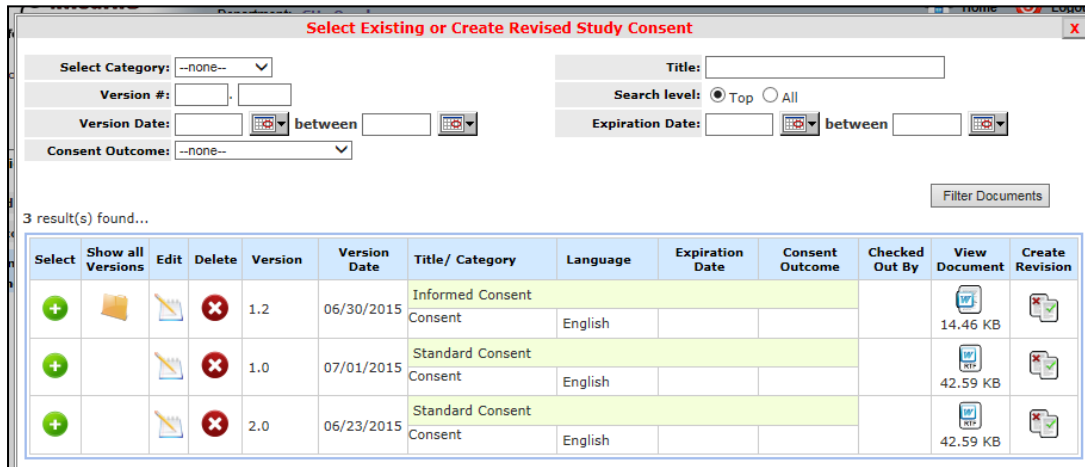 Home
Select Existing or Create Revised Study Consent X
Select Category: --none-- Title:
Version #: . Search level: Top All
Version Date: between Expiration Date: between
Consent Outcome: --none--
Filter Documents
3 result(s) found...
Select Show all Versions Edit Delete Version Version Date Title/ Category Language Expiration Date Consent Outcome Checked Out By View Document Create Revision
Informed Consent
1.2 06/30/2015 Consent English 14.46 KB
Standard Consent
1.0 07/01/2015 Consent English RTF 42.59 KB
Standard Consent
2.0 06/23/2015 Consent English RTF 42.59 KB